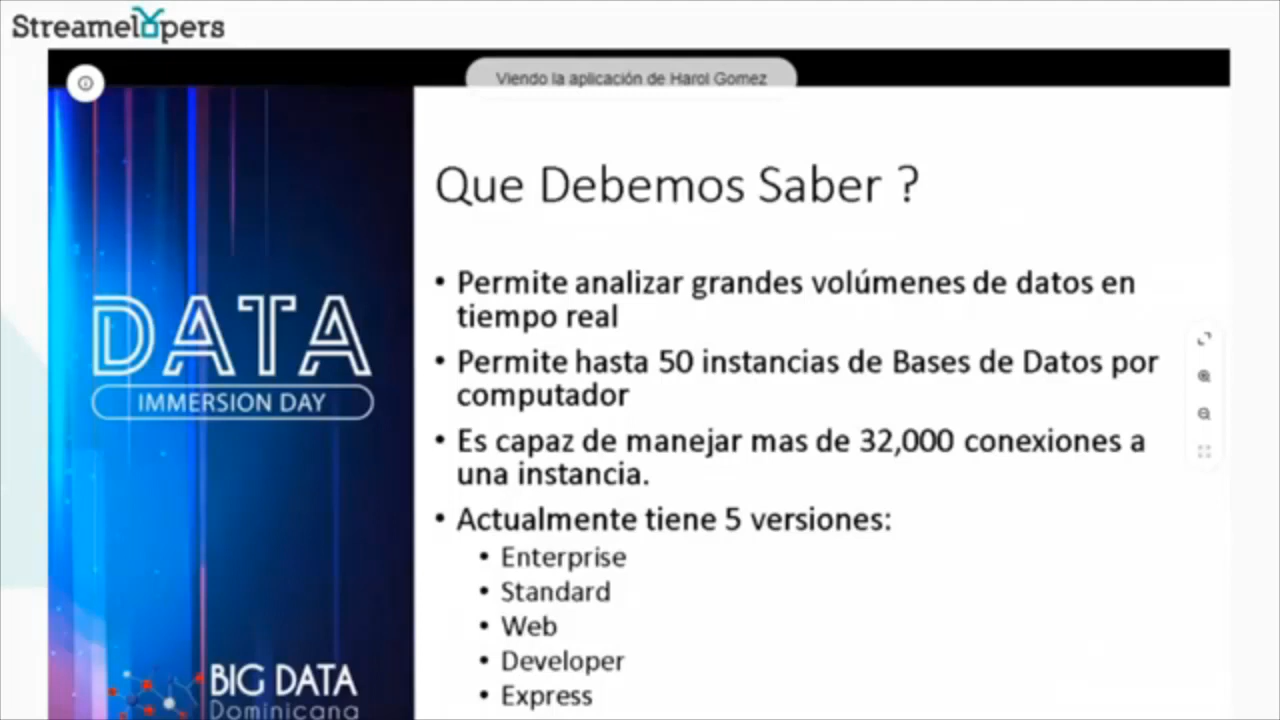 Streamelopers
Viendo la aplicación de Harol Gomez
DATA
IMMERSION DAY
BIG DATA
Dominicana
Que Debemos Saber ?
• Permite analizar grandes volúmenes de datos en
tiempo real
• Permite hasta 50 instancias de Bases de Datos por
computador
• Es capaz de manejar mas de 32,000 conexiones a
una instancia.
• Actualmente tiene 5 versiones:
• Enterprise
• Standard
• Web
• Developer
• Express